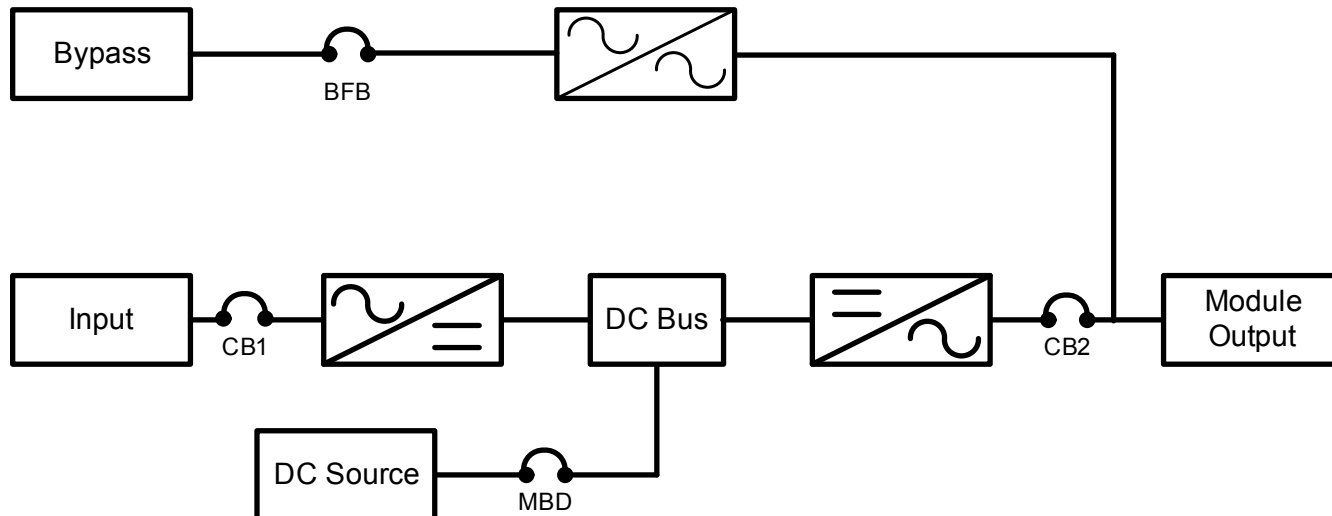 Bypass
BFB
Input
CB1
DC Bus
CB2
Module
Output
DC Source
MBD